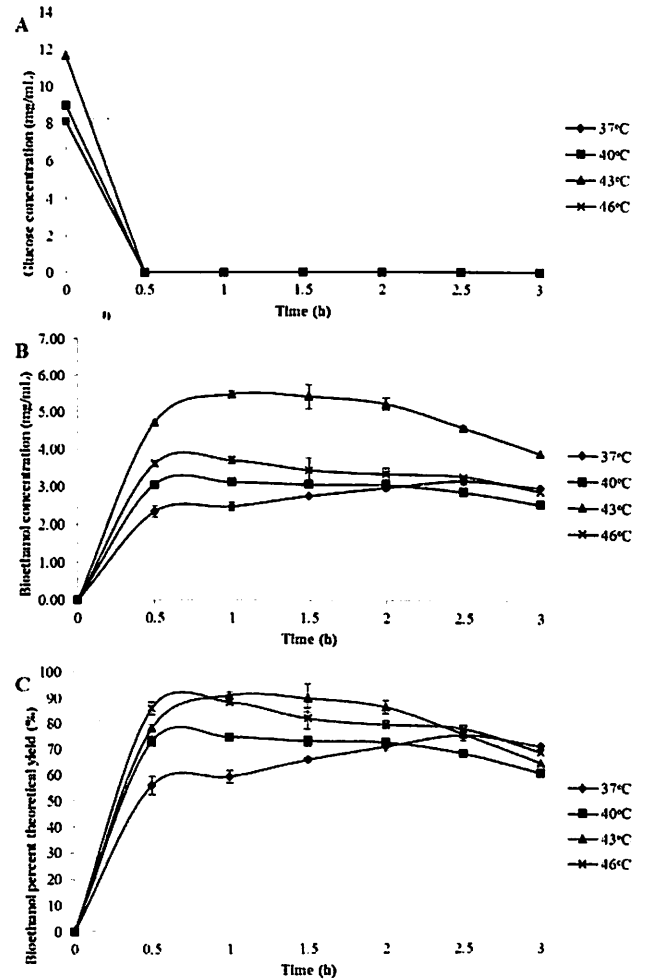 A
Glucose concentration (mg/mL)
14
12
10
8
6
4
2
0
0 0.5 1 1.5 2 2.5 3
Time (h)
37°C
40°C
43°C
46°C
B
Bioethanol concentration (mg/mL)
7.00
6.00
5.00
4.00
3.00
2.00
1.00
0.00
0 0.5 1 1.5 2 2.5 3
Time (h)
37°C
40°C
43°C
46°C
C
Bioethanol percent theoretical yield (%)
100
90
80
70
60
50
40
30
20
10
0
0 0.5 1 1.5 2 2.5 3
Time (h)
37°C
40°C
43°C
46°C